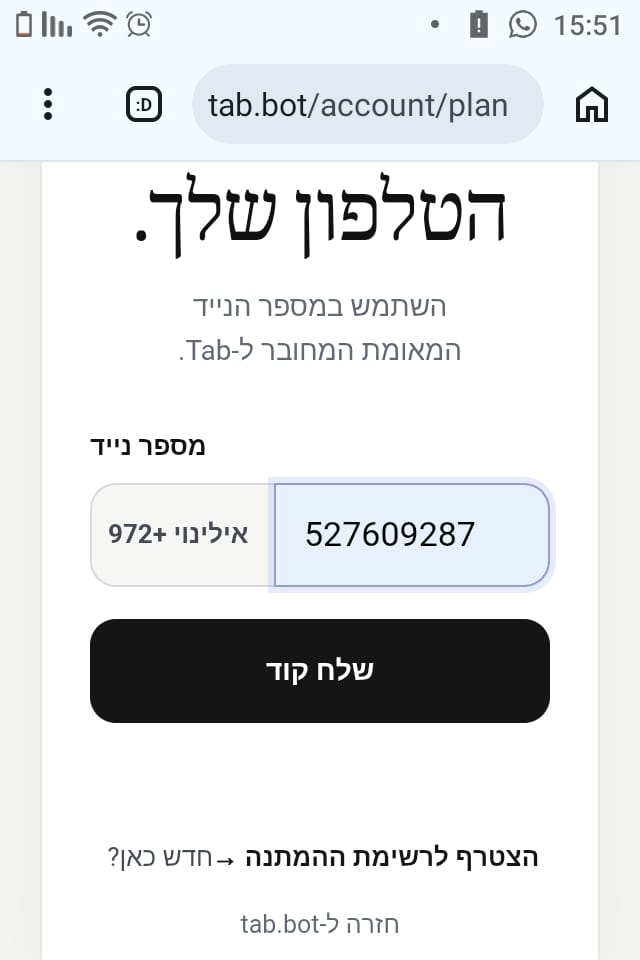 15:51
:D
tab.bot/account/plan
הטלפון שלך.
השתמש במספר הנייד
המאומת המחובר ל-Tab.
מספר נייד
אילינוי +972
527609287
שלח קוד
חדש כאן? הצטרף לרשימת ההמתנה →
חזרה ל-tab.bot